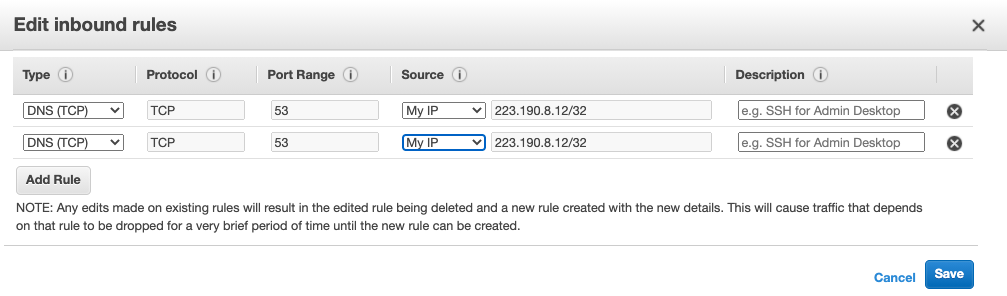 Edit inbound rules
Type Protocol Port Range Source Description
DNS (TCP) TCP 53 My IP 223.190.8.12/32 e.g. SSH for Admin Desktop
DNS (TCP) TCP 53 My IP 223.190.8.12/32 e.g. SSH for Admin Desktop
Add Rule
NOTE: Any edits made on existing rules will result in the edited rule being deleted and a new rule created with the new details. This will cause traffic that depends
on that rule to be dropped for a very brief period of time until the new rule can be created.
Cancel Save